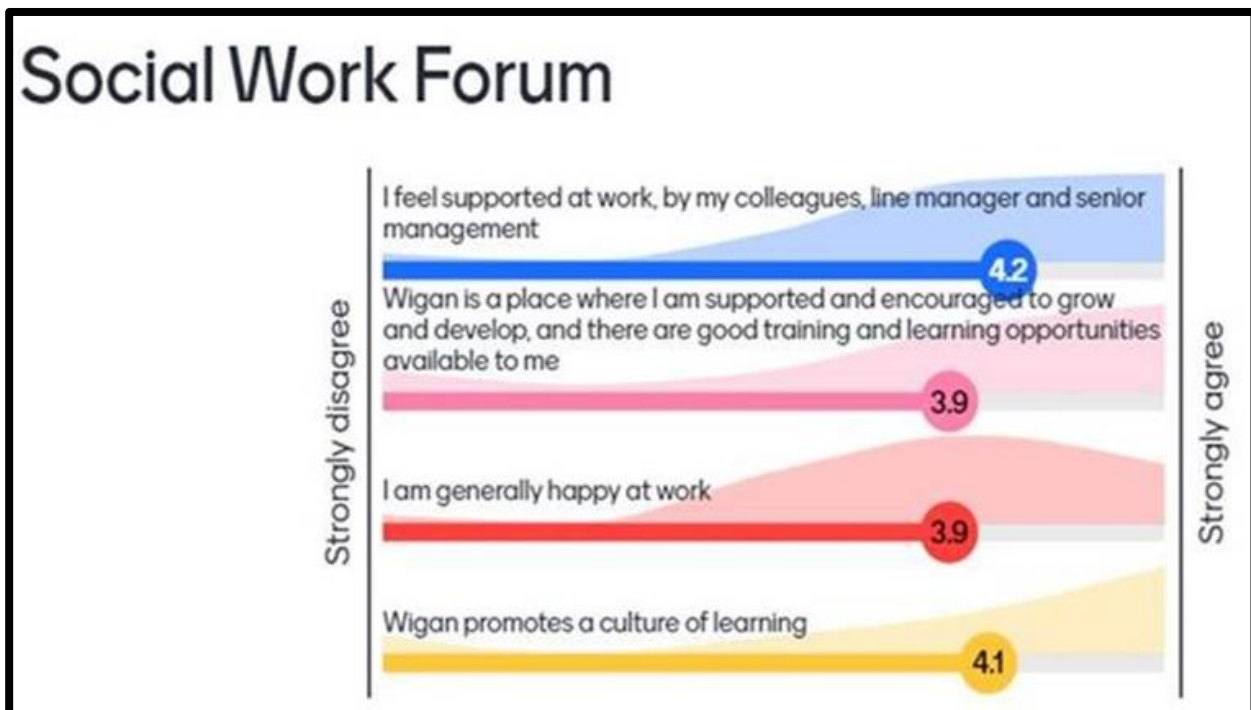 Social Work Forum
I feel supported at work, by my colleagues, line manager and senior
management
4.2
Wigan is a place where I am supported and encouraged to grow
and develop, and there are good training and learning opportunities
available to me
3.9
I am generally happy at work
3.9
Wigan promotes a culture of learning
4.1
Strongly disagree
Strongly agree